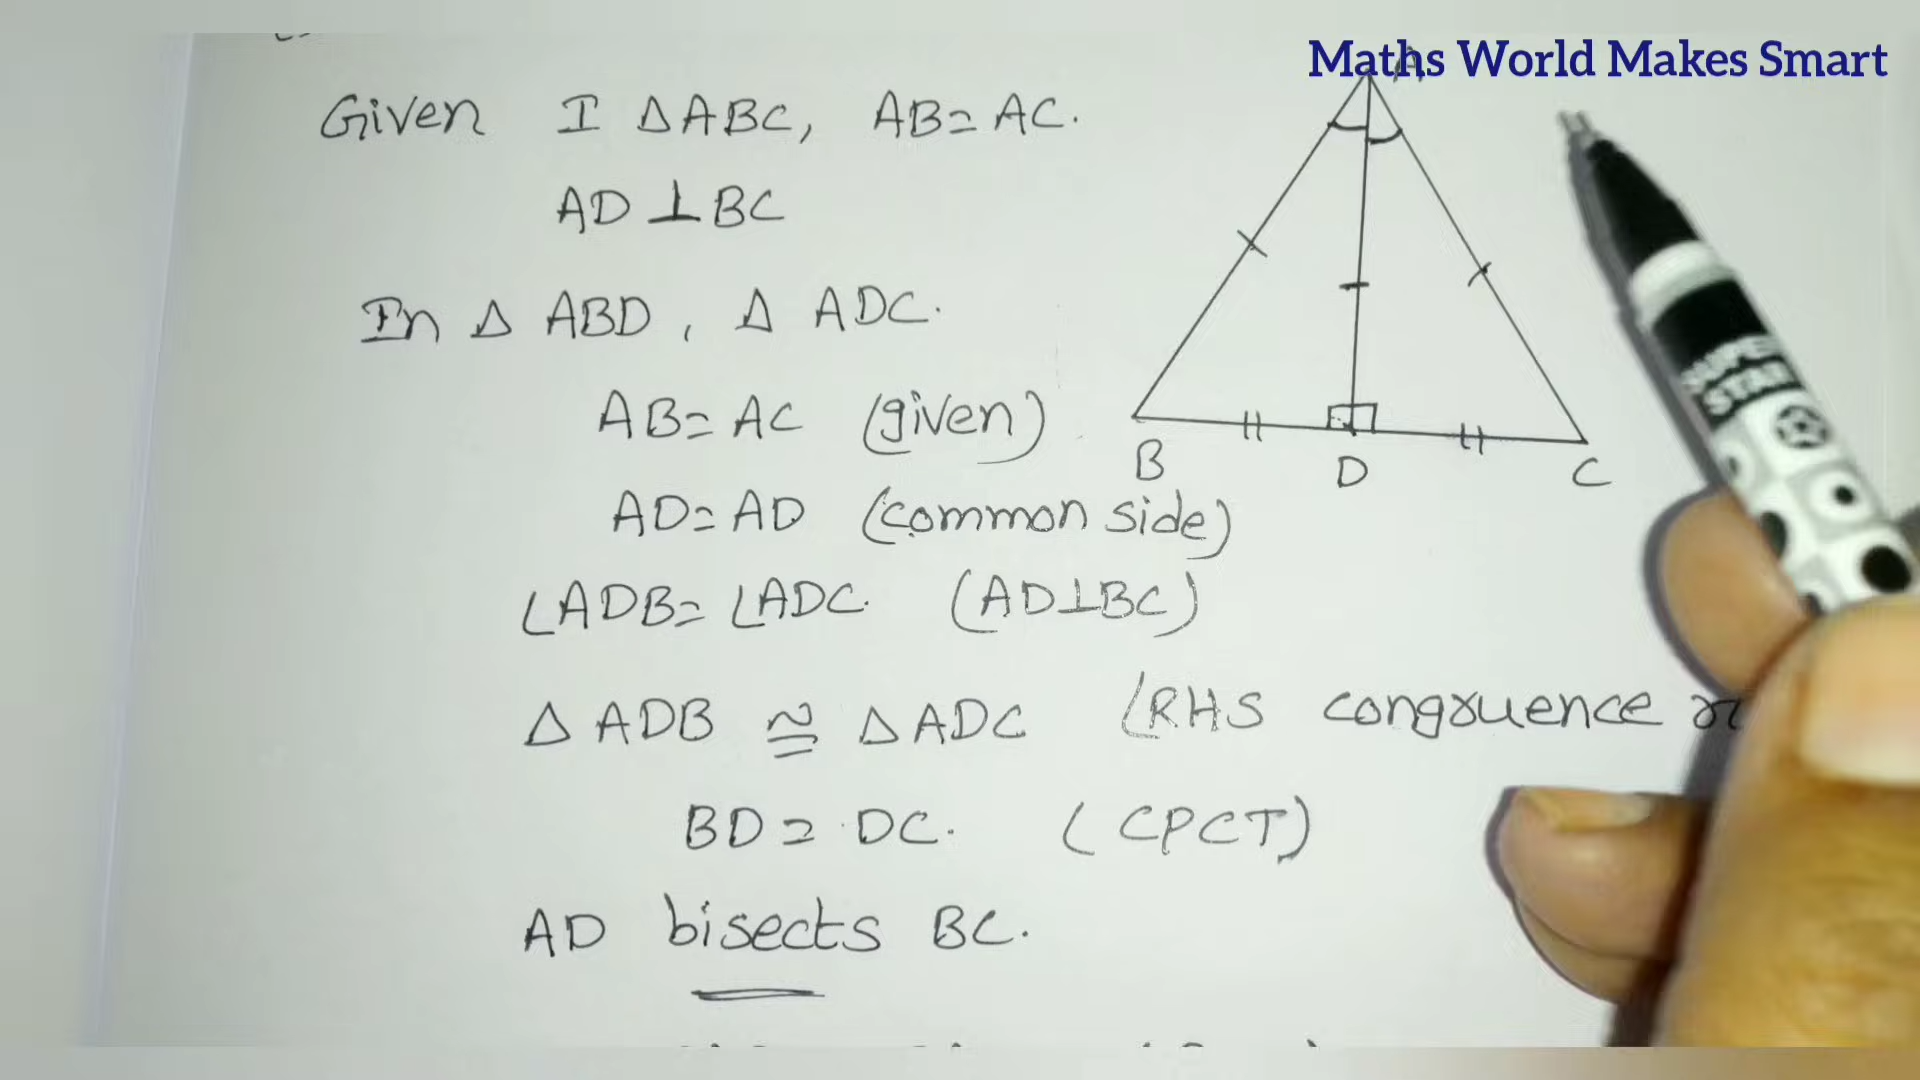 Maths World Makes Smart
Given I △ ABC, AB = AC.
AD ⊥ BC
In △ ABD, △ ADC.
AB = AC (given)
AD = AD (common side)
∠ADB = ∠ADC. (AD ⊥ BC)
△ ADB ≅ △ ADC (RHS congruence
BD = DC. (CPCT)
AD bisects BC.
A
B D C